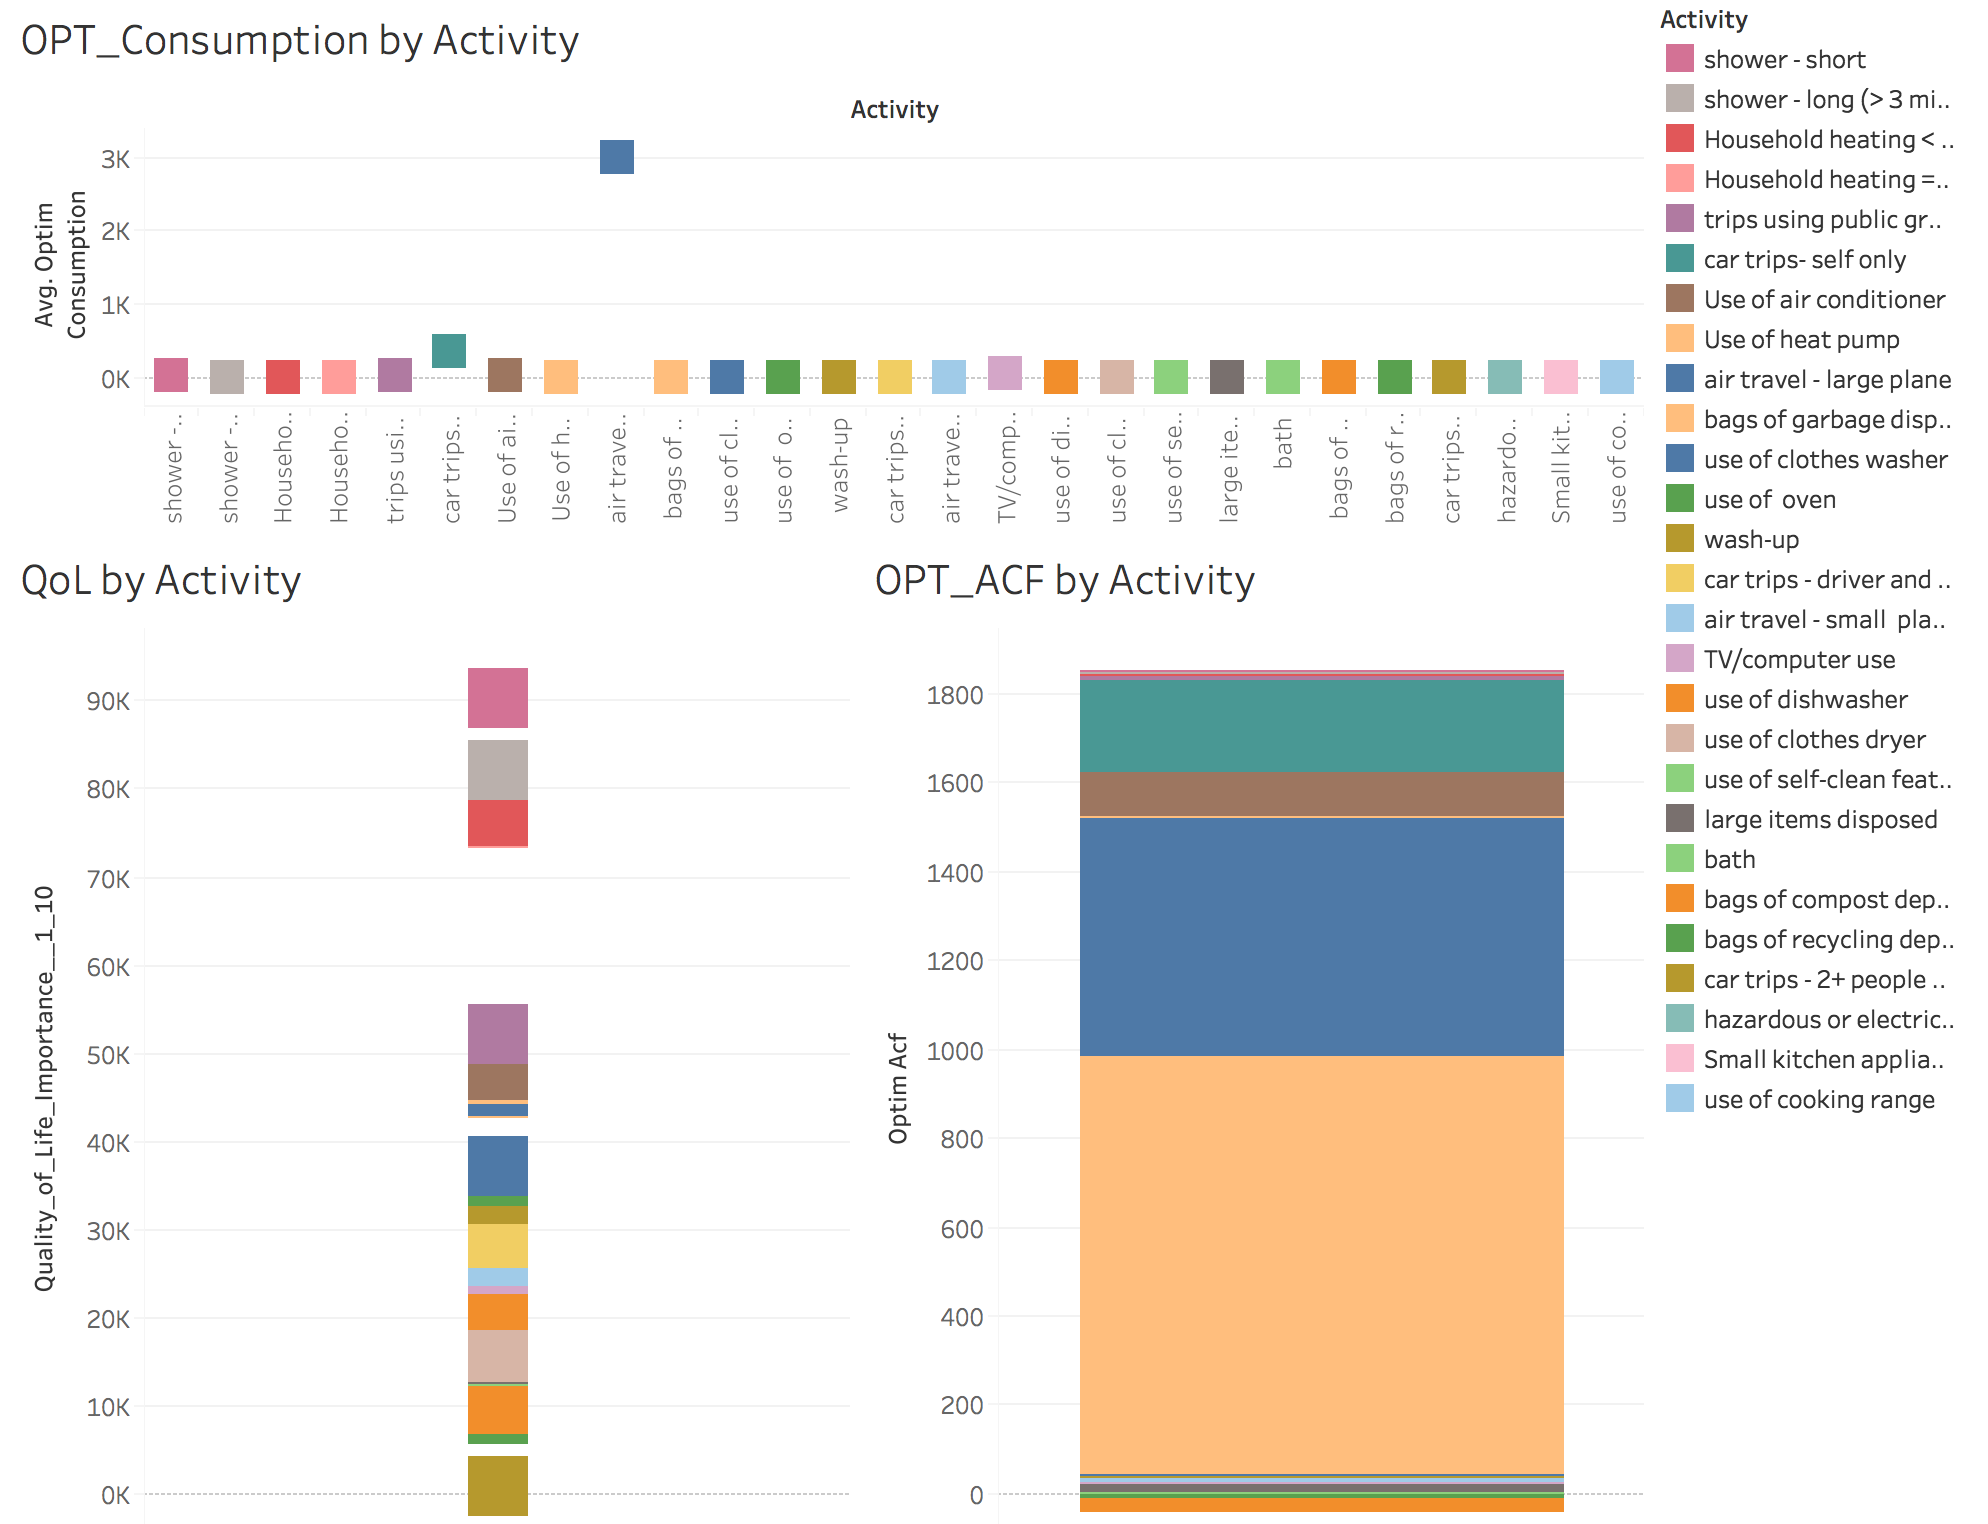 OPT_Consumption by Activity
Activity
Avg. Optim
Consumption
3K
2K
1K
0K
shower -..
shower -..
Househo..
Househo..
trips usi..
car trips..
Use of ai..
Use of h..
air trave..
bags of ..
use of cl..
use of  o..
wash-up
car trips..
air trave..
TV/comp..
use of di..
use of cl..
use of se..
large ite..
bath
bags of ..
bags of r..
car trips..
hazardo..
Small kit..
use of co..
QoL by Activity
Quality_of_Life_Importance__1_10
90K
80K
70K
60K
50K
40K
30K
20K
10K
0K
OPT_ACF by Activity
Optim Acf
1800
1600
1400
1200
1000
800
600
400
200
0
Activity
shower - short
shower - long (> 3 mi..
Household heating < ..
Household heating =..
trips using public gr..
car trips- self only
Use of air conditioner
Use of heat pump
air travel - large plane
bags of garbage disp..
use of clothes washer
use of  oven
wash-up
car trips - driver and ..
air travel - small  pla..
TV/computer use
use of dishwasher
use of clothes dryer
use of self-clean feat..
large items disposed
bath
bags of compost dep..
bags of recycling dep..
car trips - 2+ people ..
hazardous or electric..
Small kitchen applia..
use of cooking range